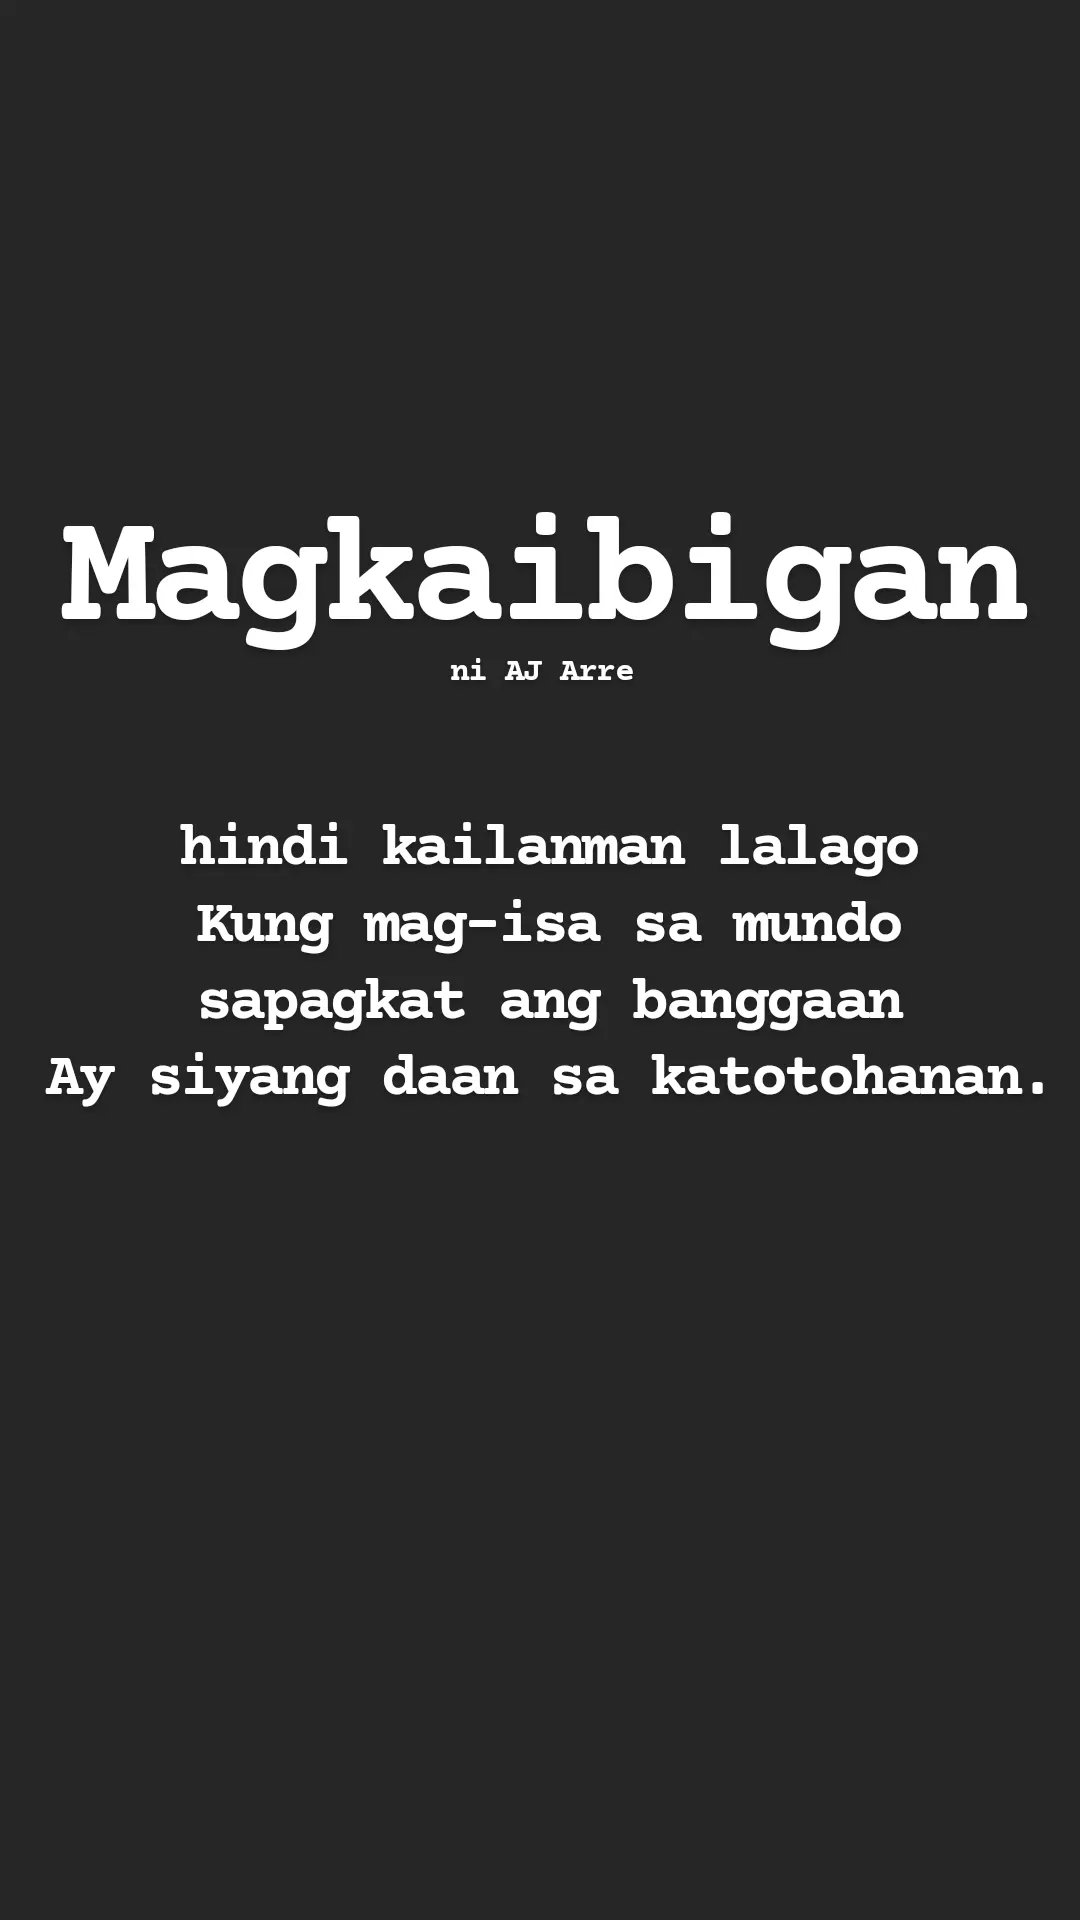 Magkaibigan
ni AJ Arre
hindi kailanman lalago
Kung mag-isa sa mundo
sapagkat ang banggaan
Ay siyang daan sa katotohanan.